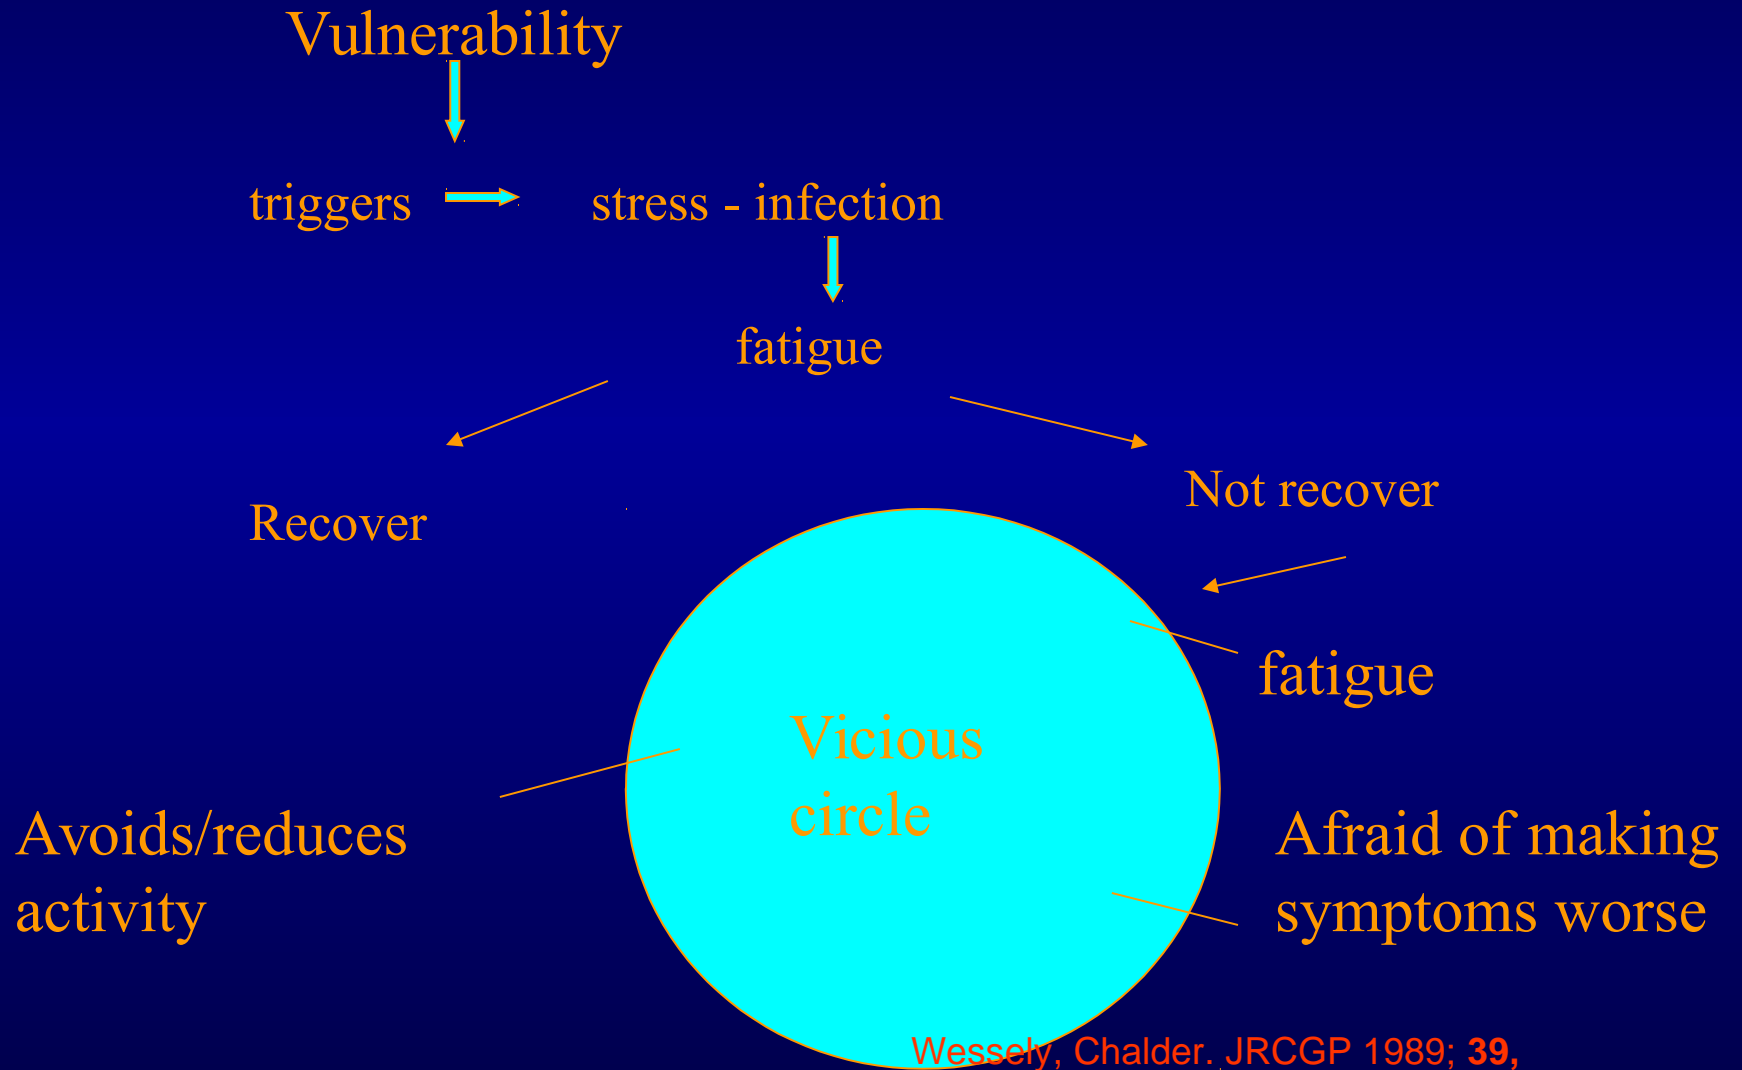 Vulnerability
triggers
stress - infection
fatigue
Not recover
Recover
fatigue
Vicious
circle
Avoids/reduces
activity
Afraid of making
symptoms worse
Wessely, Chalder. JRCGP 1989; 39,